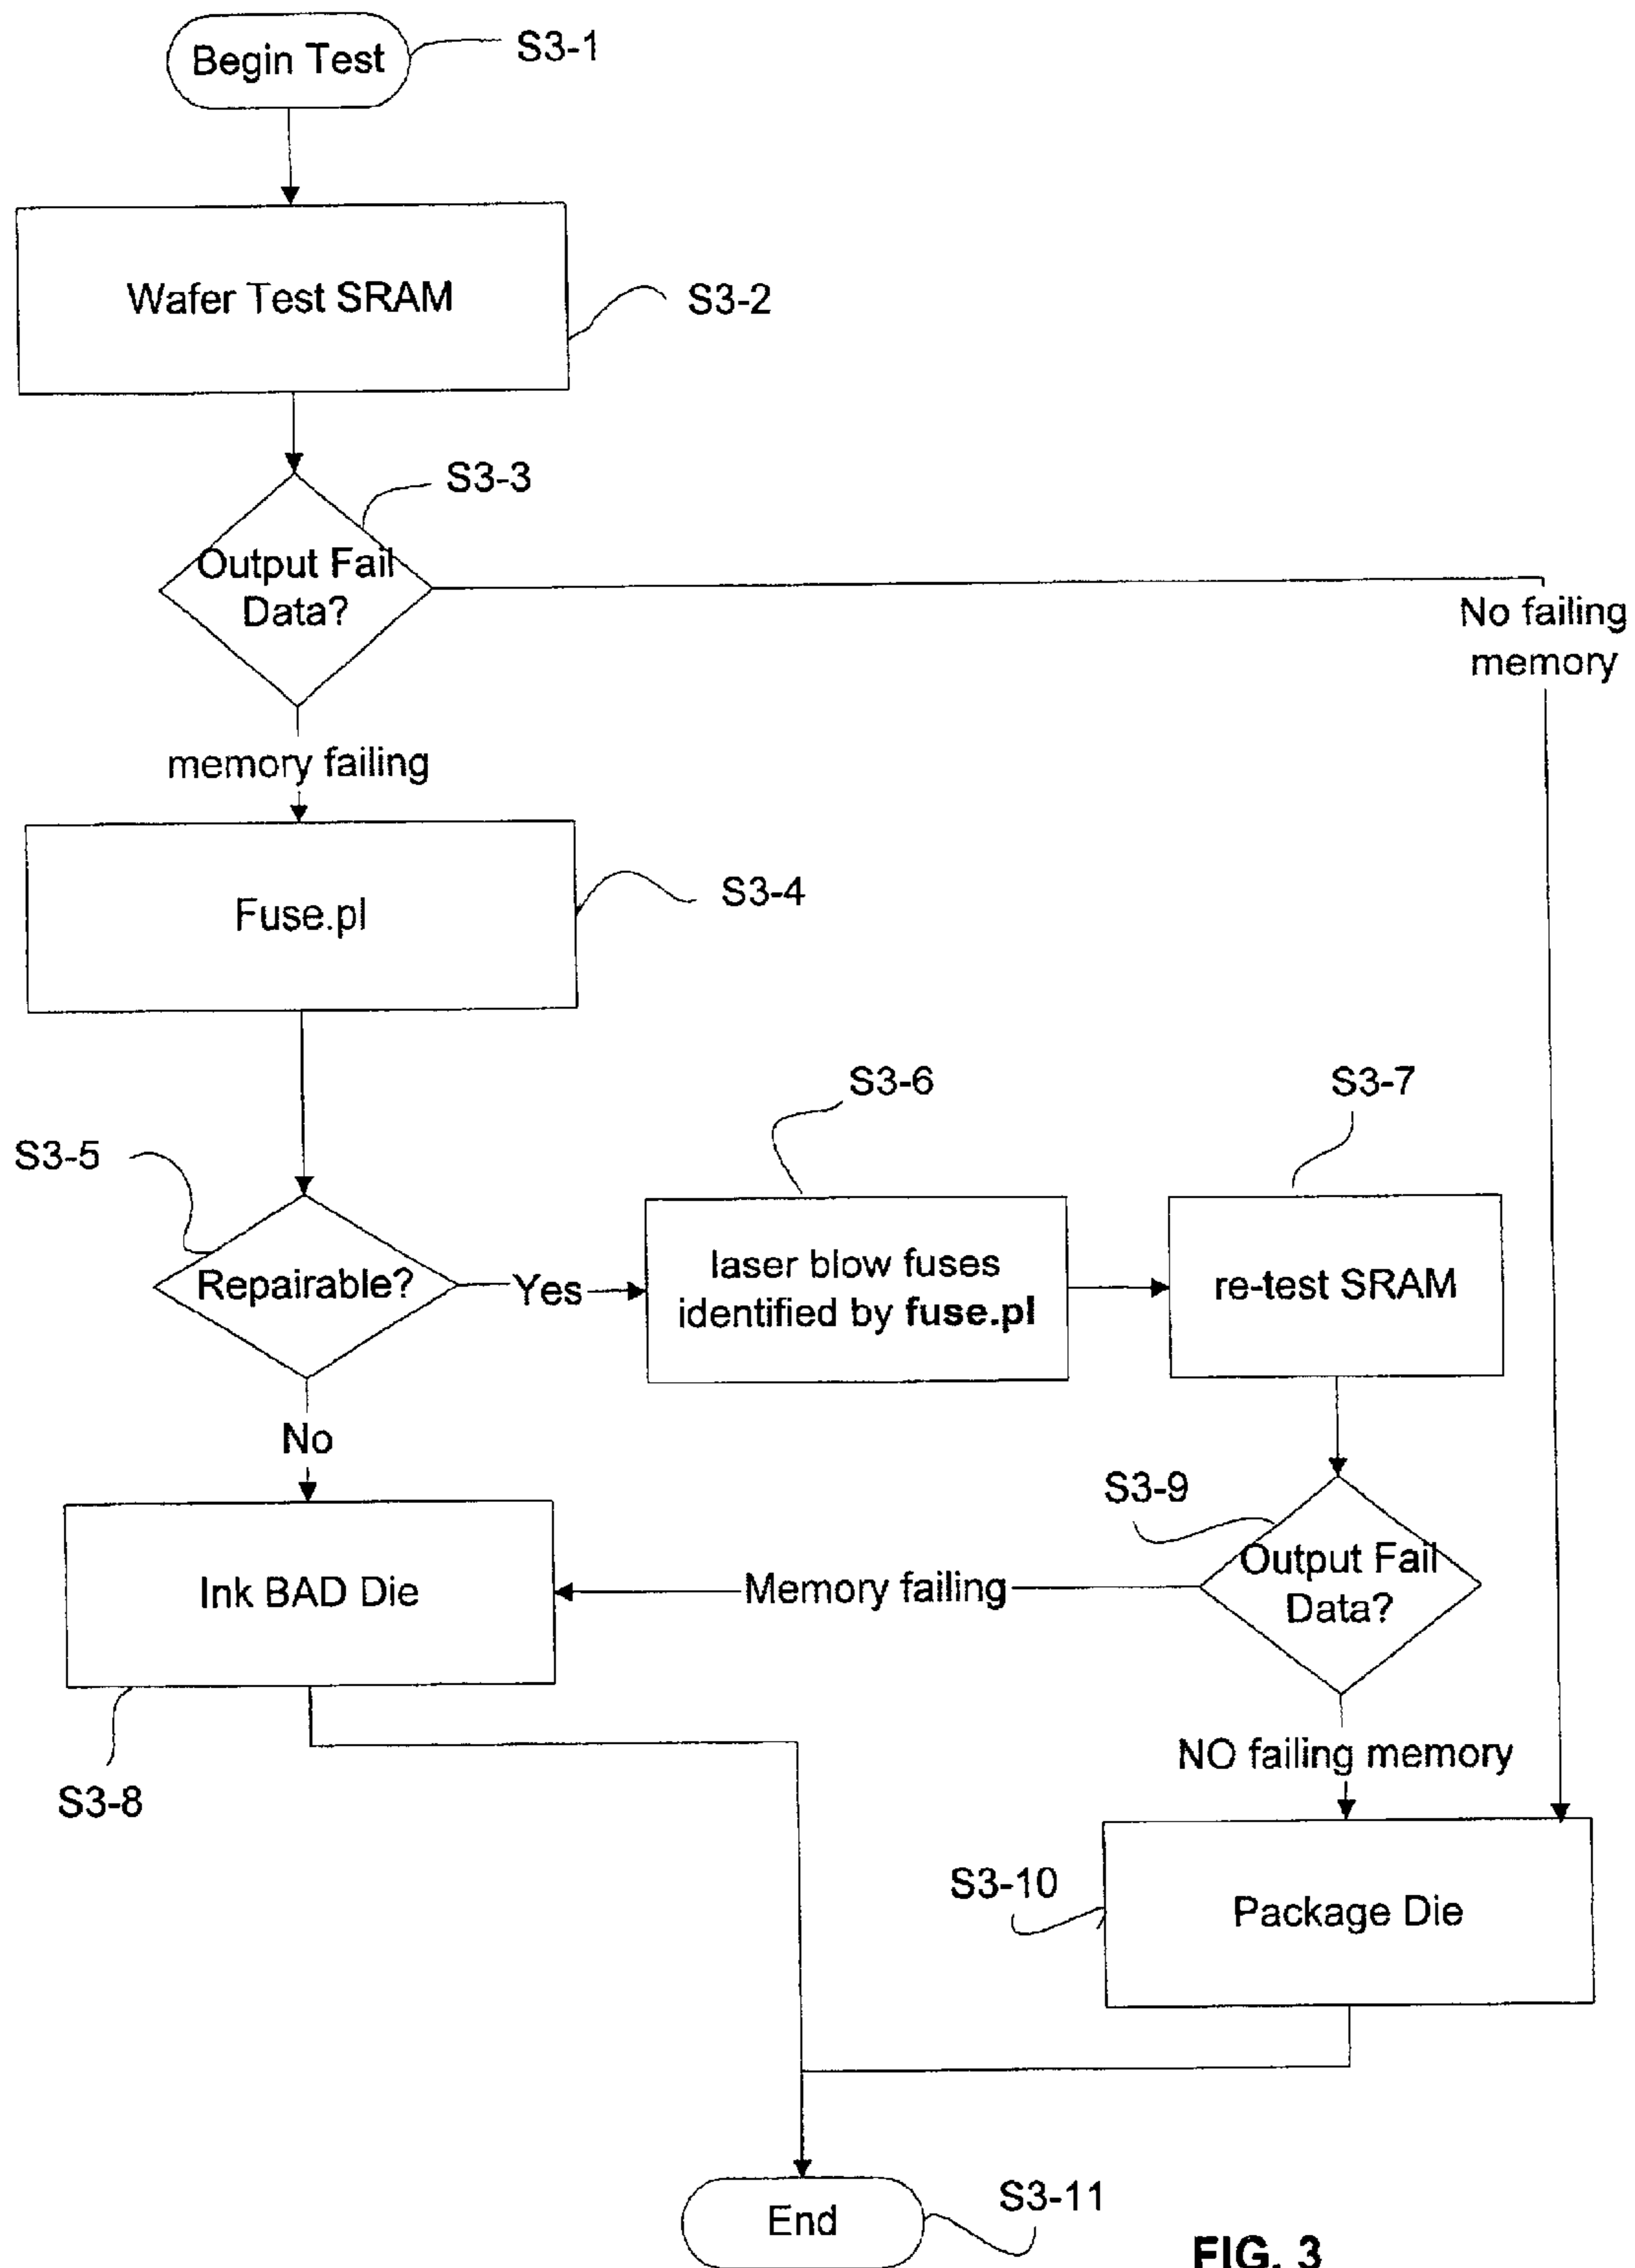 Begin Test
S3-1
Wafer Test SRAM
S3-2
S3-3
Output Fail
Data?
No failing
memory
memory failing
Fuse.pl
S3-4
S3-6
S3-7
S3-5
Repairable?
Yes
laser blow fuses
identified by fuse.pl
re-test SRAM
No
S3-9
Output Fail
Data?
Ink BAD Die
Memory failing
S3-8
NO failing memory
S3-10
Package Die
End
S3-11
FIG. 3